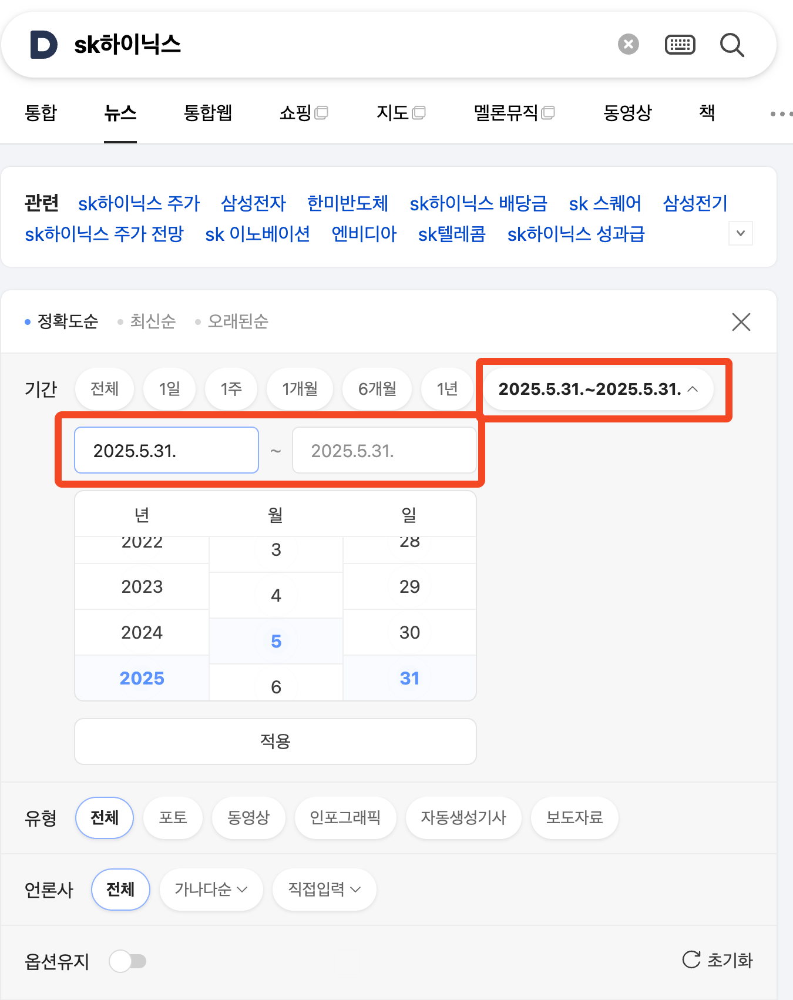 D sk하이닉스
통합 뉴스 통합웹 쇼핑 지도 멜론뮤직 동영상 책
관련 sk하이닉스 주가 삼성전자 한미반도체 sk하이닉스 배당금 sk 스퀘어 삼성전기
sk하이닉스 주가 전망 sk 이노베이션 엔비디아 sk텔레콤 sk하이닉스 성과급
정확도순 최신순 오래된순
기간 전체 1일 1주 1개월 6개월 1년 2025.5.31.~2025.5.31.
2025.5.31. ~ 2025.5.31.
년 월 일
2022 3 28
2023 4 29
2024 5 30
2025 6 31
적용
유형 전체 포토 동영상 인포그래픽 자동생성기사 보도자료
언론사 전체 가나다순 직접입력
옵션유지 초기화